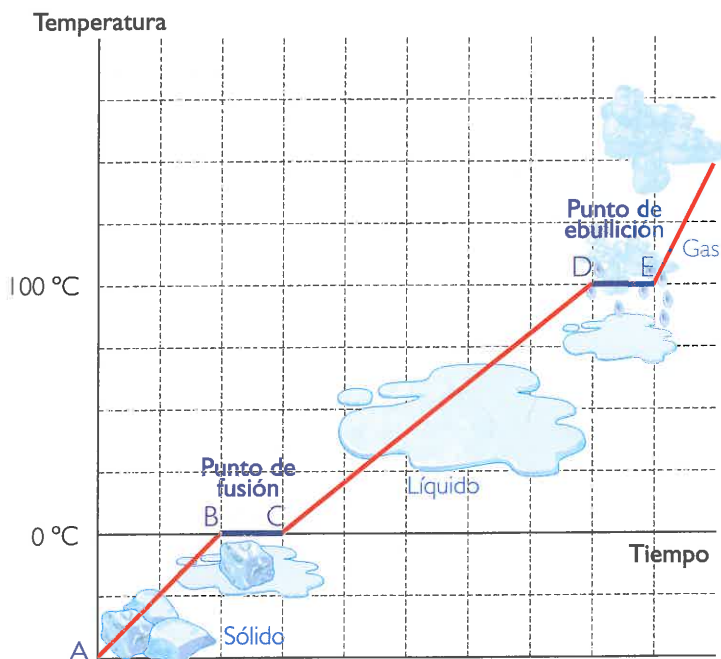 Temperatura
Punto de
ebullición
D
E
Gas
100 °C
Punto de
fusión
B
C
Líquido
0 °C
Tiempo
Sólido
A